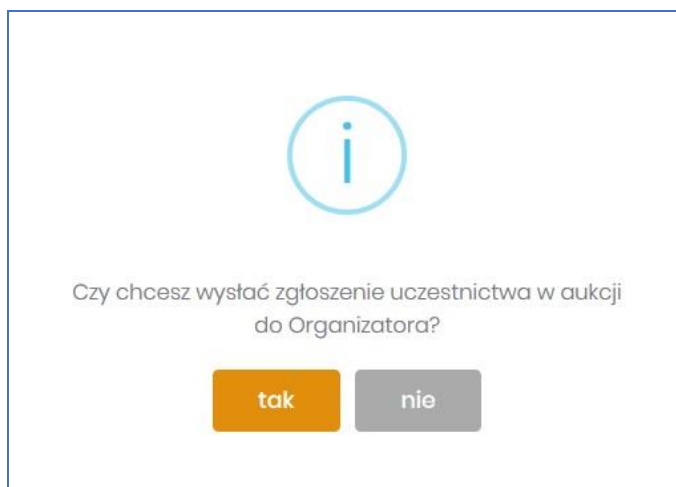 i
Czy chcesz wysłać zgłoszenie uczestnictwa w aukcji
do Organizatora?
tak
nie